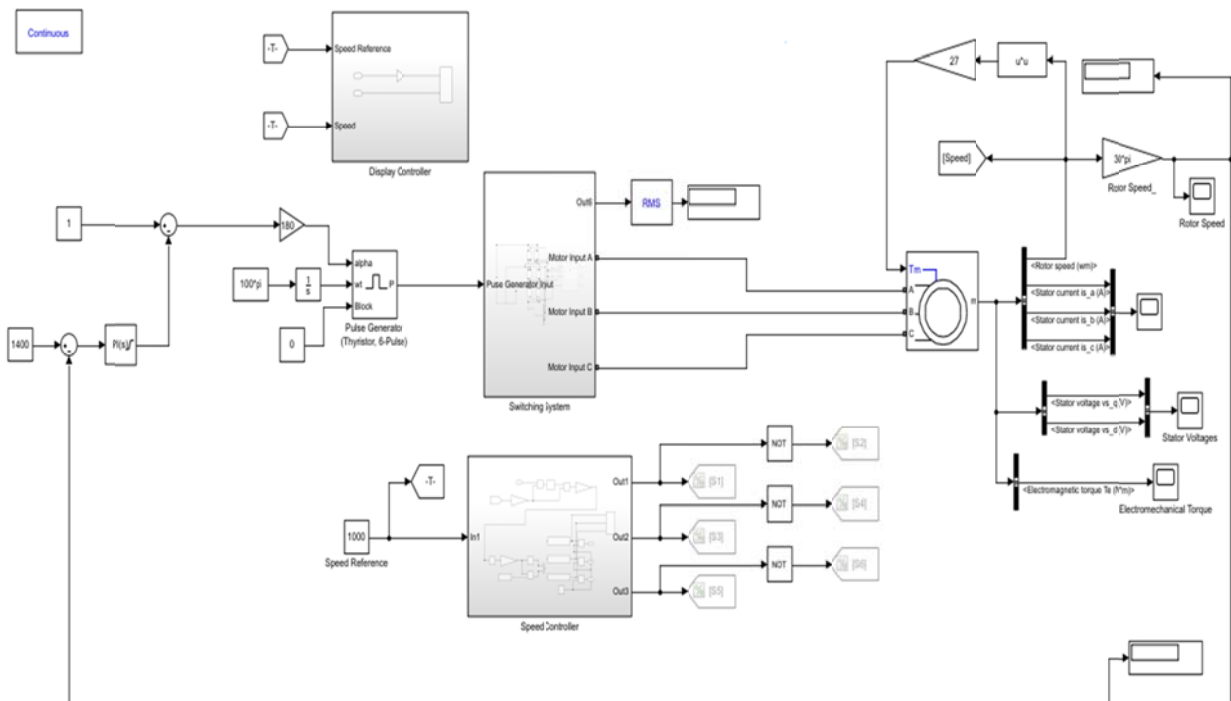 Continuous
-T-
Speed Reference
-T-
Speed
Display Controller
27
u*u
[Speed]
30*pi
Rotor Speed_
Rotor Speed
1
180
100*pi
1
s
0
alpha
wt
Block
P
Pulse Generator
(Thyristor, 6-Pulse)
1400
PI(s)
Puse Generator Input
Out6
Motor Input A
Motor Input B
Motor Input C
Switching System
RMS
Tm
A
B
C
m
<Rotor speed (wm)>
<Stator current is_a (A)>
<Stator current is_b (A)>
<Stator current is_c (A)>
<Stator voltage vs_q (V)>
<Stator voltage vs_d (V)>
Stator Voltages
<Electromagnetic torque Te (N*m)>
Electromechanical Torque
-T-
1000
Speed Reference
In1
Out1
Out2
Out3
Speed Controller
NOT
[S2]
[S1]
NOT
[S4]
[S3]
NOT
[S6]
[S5]